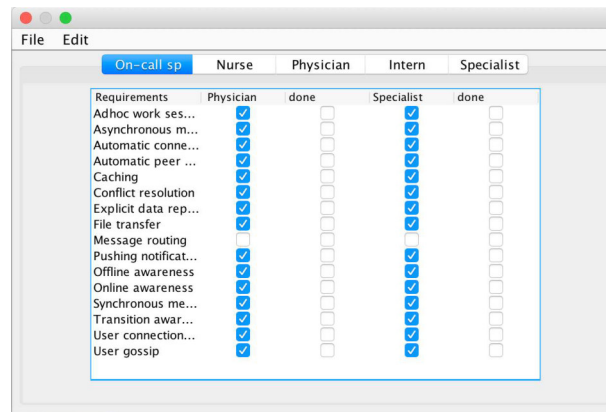 File Edit
On-call sp Nurse Physician Intern Specialist
Requirements Physician done Specialist done
Adhoc work ses...
Asynchronous m...
Automatic conne...
Automatic peer ...
Caching
Conflict resolution
Explicit data rep...
File transfer
Message routing
Pushing notificat...
Offline awareness
Online awareness
Synchronous me...
Transition awar...
User connection...
User gossip